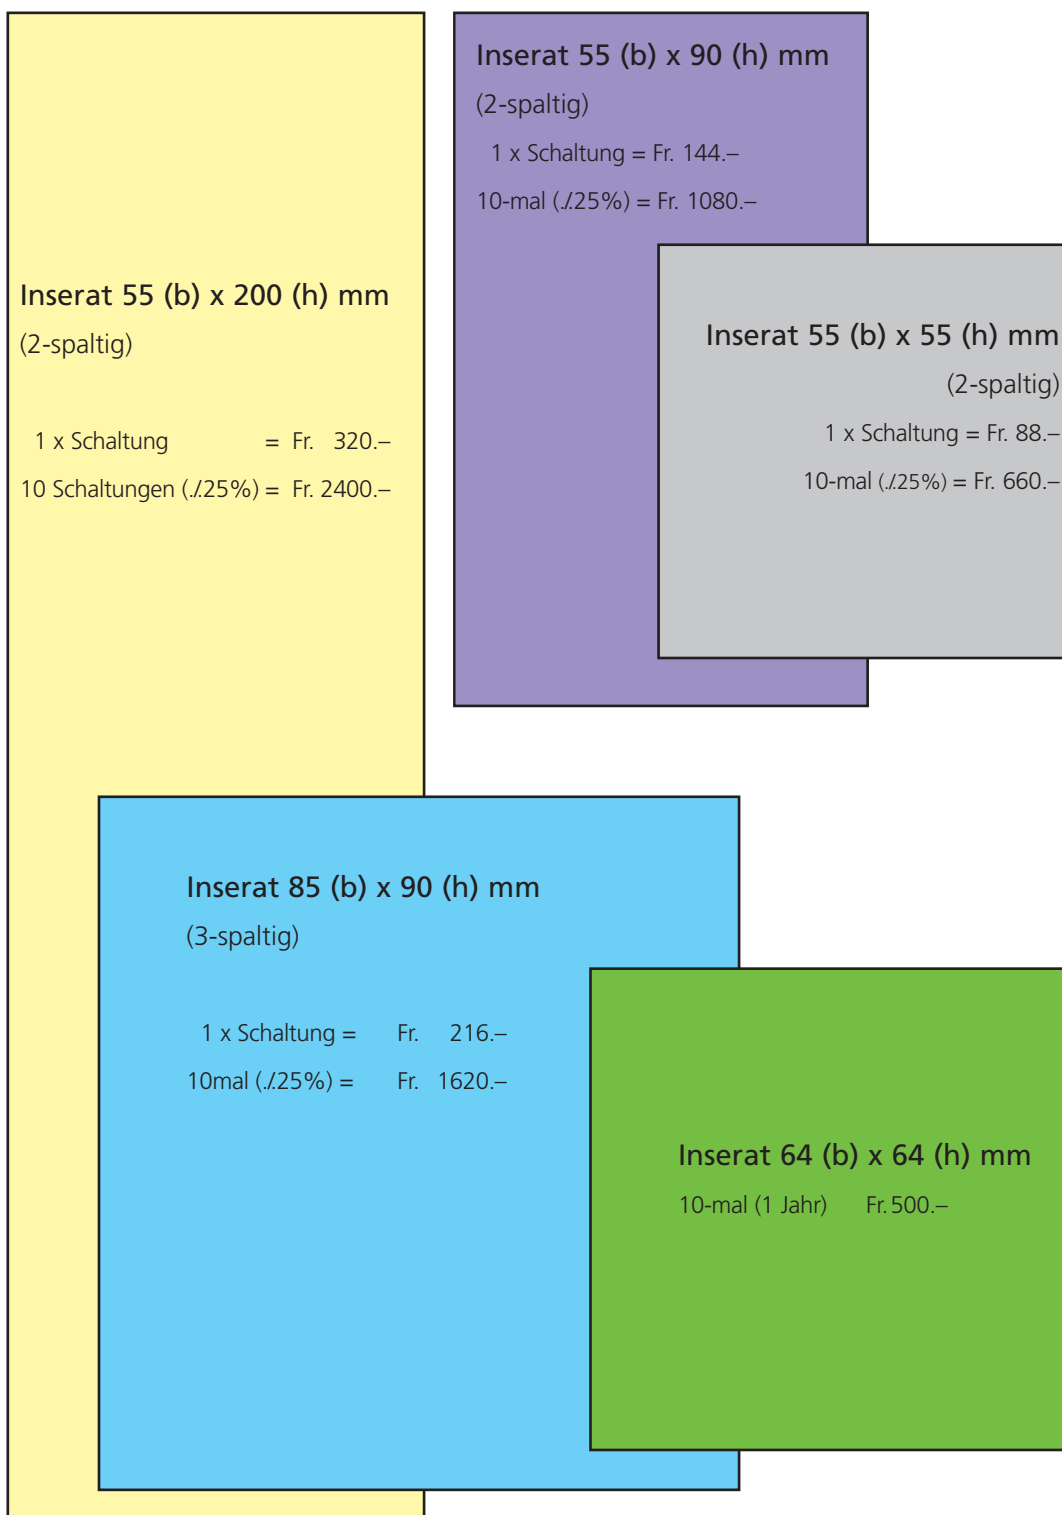 Inserat 55 (b) x 200 (h) mm
(2-spaltig)
1 x Schaltung = Fr. 320.–
10 Schaltungen (./.25%) = Fr. 2400.–
Inserat 55 (b) x 90 (h) mm
(2-spaltig)
1 x Schaltung = Fr. 144.–
10-mal (./.25%) = Fr. 1080.–
Inserat 55 (b) x 55 (h) mm
(2-spaltig)
1 x Schaltung = Fr. 88.–
10-mal (./.25%) = Fr. 660.–
Inserat 85 (b) x 90 (h) mm
(3-spaltig)
1 x Schaltung = Fr. 216.–
10mal (./.25%) = Fr. 1620.–
Inserat 64 (b) x 64 (h) mm
10-mal (1 Jahr) Fr. 500.–